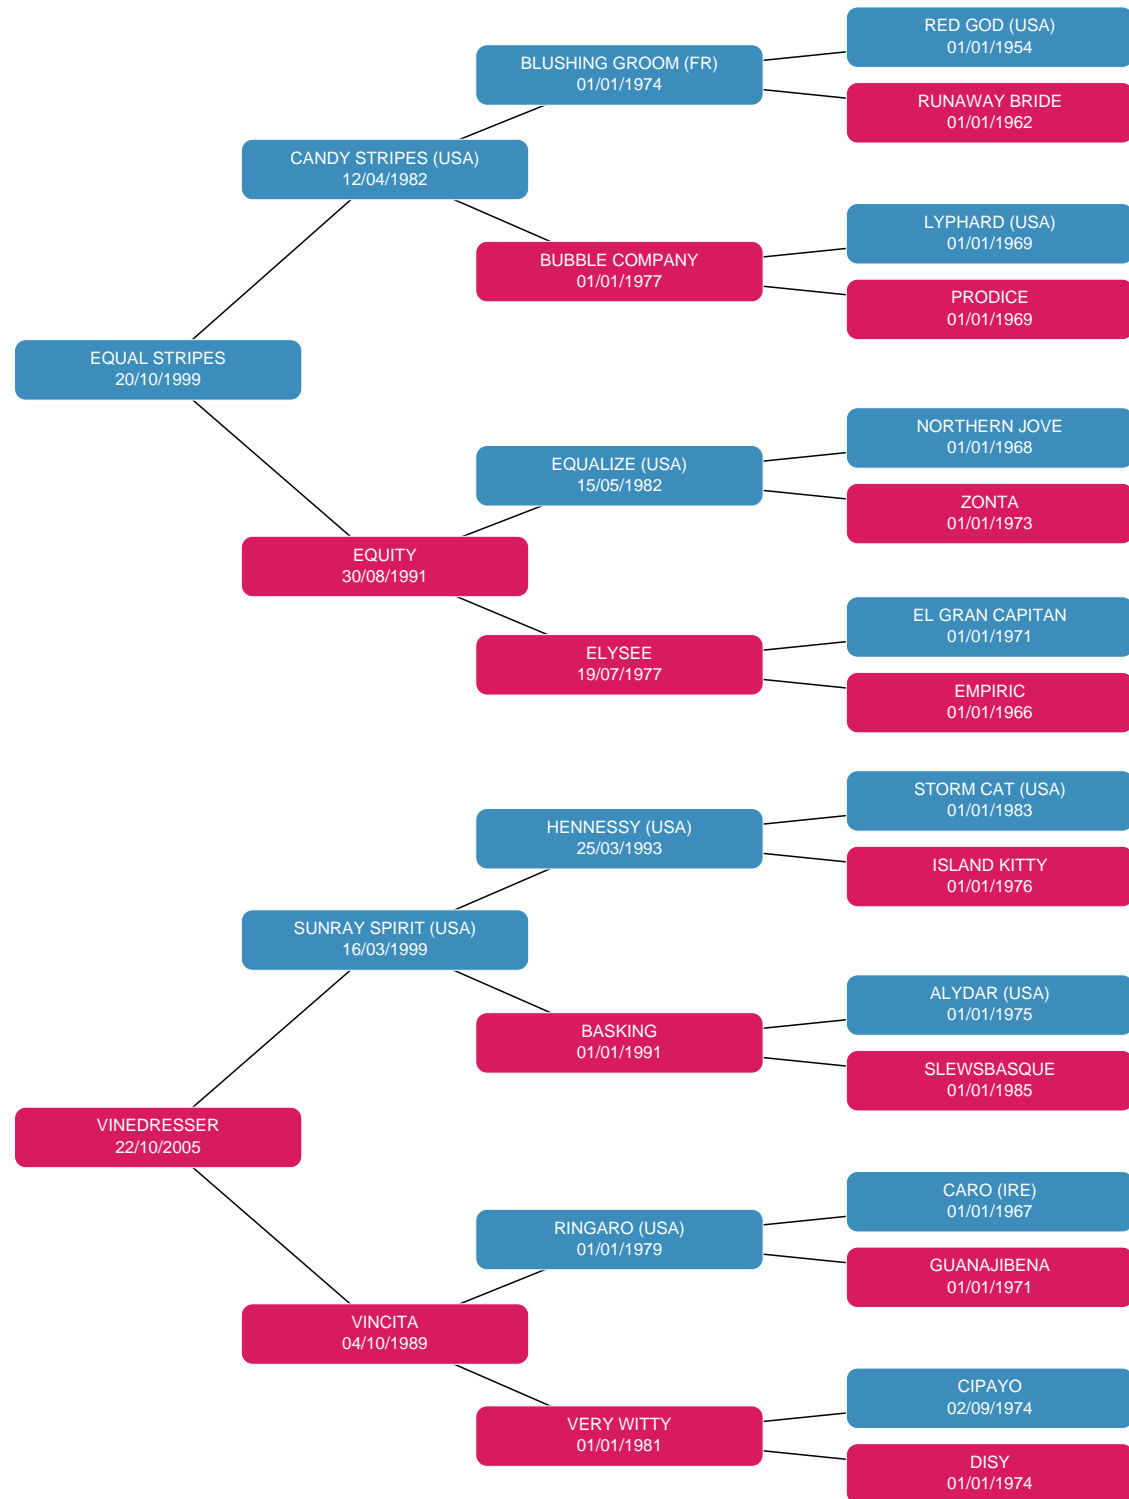 RED GOD (USA)
01/01/1954
BLUSHING GROOM (FR)
01/01/1974
RUNAWAY BRIDE
01/01/1962
CANDY STRIPES (USA)
12/04/1982
LYPHARD (USA)
01/01/1969
BUBBLE COMPANY
01/01/1977
PRODICE
01/01/1969
EQUAL STRIPES
20/10/1999
NORTHERN JOVE
01/01/1968
EQUALIZE (USA)
15/05/1982
ZONTA
01/01/1973
EQUITY
30/08/1991
EL GRAN CAPITAN
01/01/1971
ELYSEE
19/07/1977
EMPIRIC
01/01/1966
STORM CAT (USA)
01/01/1983
HENNESSY (USA)
25/03/1993
ISLAND KITTY
01/01/1976
SUNRAY SPIRIT (USA)
16/03/1999
ALYDAR (USA)
01/01/1975
BASKING
01/01/1991
SLEWSBASQUE
01/01/1985
VINEDRESSER
22/10/2005
CARO (IRE)
01/01/1967
RINGARO (USA)
01/01/1979
GUANAJIBENA
01/01/1971
VINCITA
04/10/1989
CIPAYO
02/09/1974
VERY WITTY
01/01/1981
DISY
01/01/1974